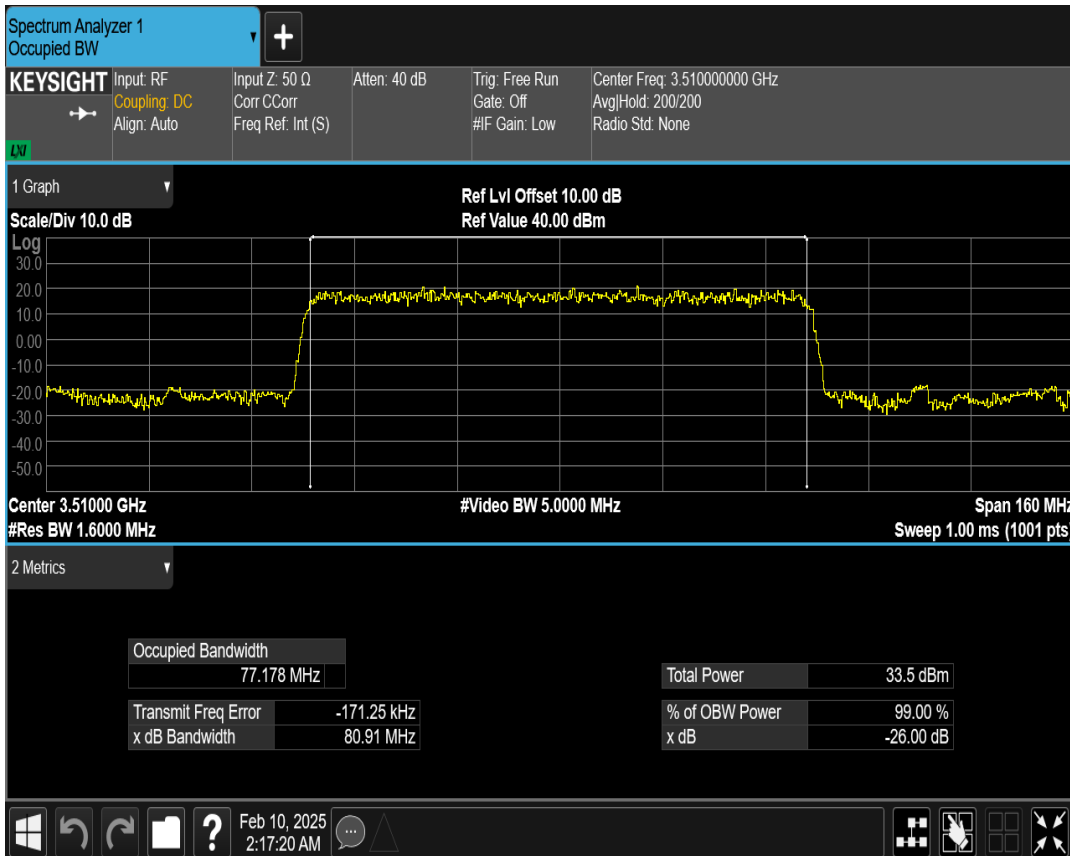 Spectrum Analyzer 1
Occupied BW
KEYSIGHT
LXI
Input: RF
Coupling: DC
Align: Auto
Input Z: 50 Ω
Corr CCorr
Freq Ref: Int (S)
Atten: 40 dB
Trig: Free Run
Gate: Off
#IF Gain: Low
Center Freq: 3.510000000 GHz
Avg|Hold: 200/200
Radio Std: None
1 Graph
Scale/Div 10.0 dB
Ref Lvl Offset 10.00 dB
Ref Value 40.00 dBm
Log
30.0
20.0
10.0
0.00
-10.0
-20.0
-30.0
-40.0
-50.0
Center 3.51000 GHz
#Video BW 5.0000 MHz
Span 160 MHz
#Res BW 1.6000 MHz
Sweep 1.00 ms (1001 pts)
2 Metrics
Occupied Bandwidth
77.178 MHz
Transmit Freq Error -171.25 kHz
x dB Bandwidth 80.91 MHz
Total Power 33.5 dBm
% of OBW Power 99.00 %
x dB -26.00 dB
?
Feb 10, 2025
2:17:20 AM